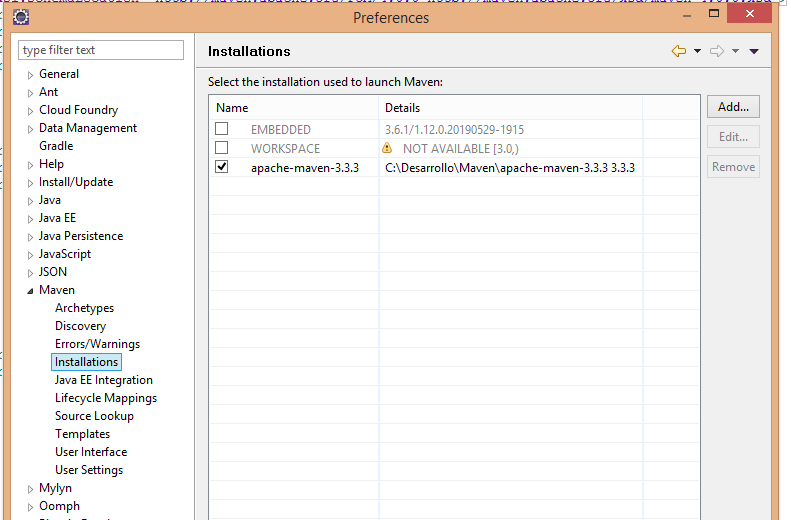 Preferences
type filter text
Installations
General
Ant
Cloud Foundry
Data Management
Gradle
Help
Install/Update
Java
Java EE
Java Persistence
JavaScript
JSON
Maven
Archetypes
Discovery
Errors/Warnings
Installations
Java EE Integration
Lifecycle Mappings
Source Lookup
Templates
User Interface
User Settings
Mylyn
Oomph
Select the installation used to launch Maven:
Name Details
EMBEDDED 3.6.1/1.12.0.20190529-1915
WORKSPACE NOT AVAILABLE [3.0,)
apache-maven-3.3.3 C:\Desarrollo\Maven\apache-maven-3.3.3 3.3.3
Add...
Edit...
Remove